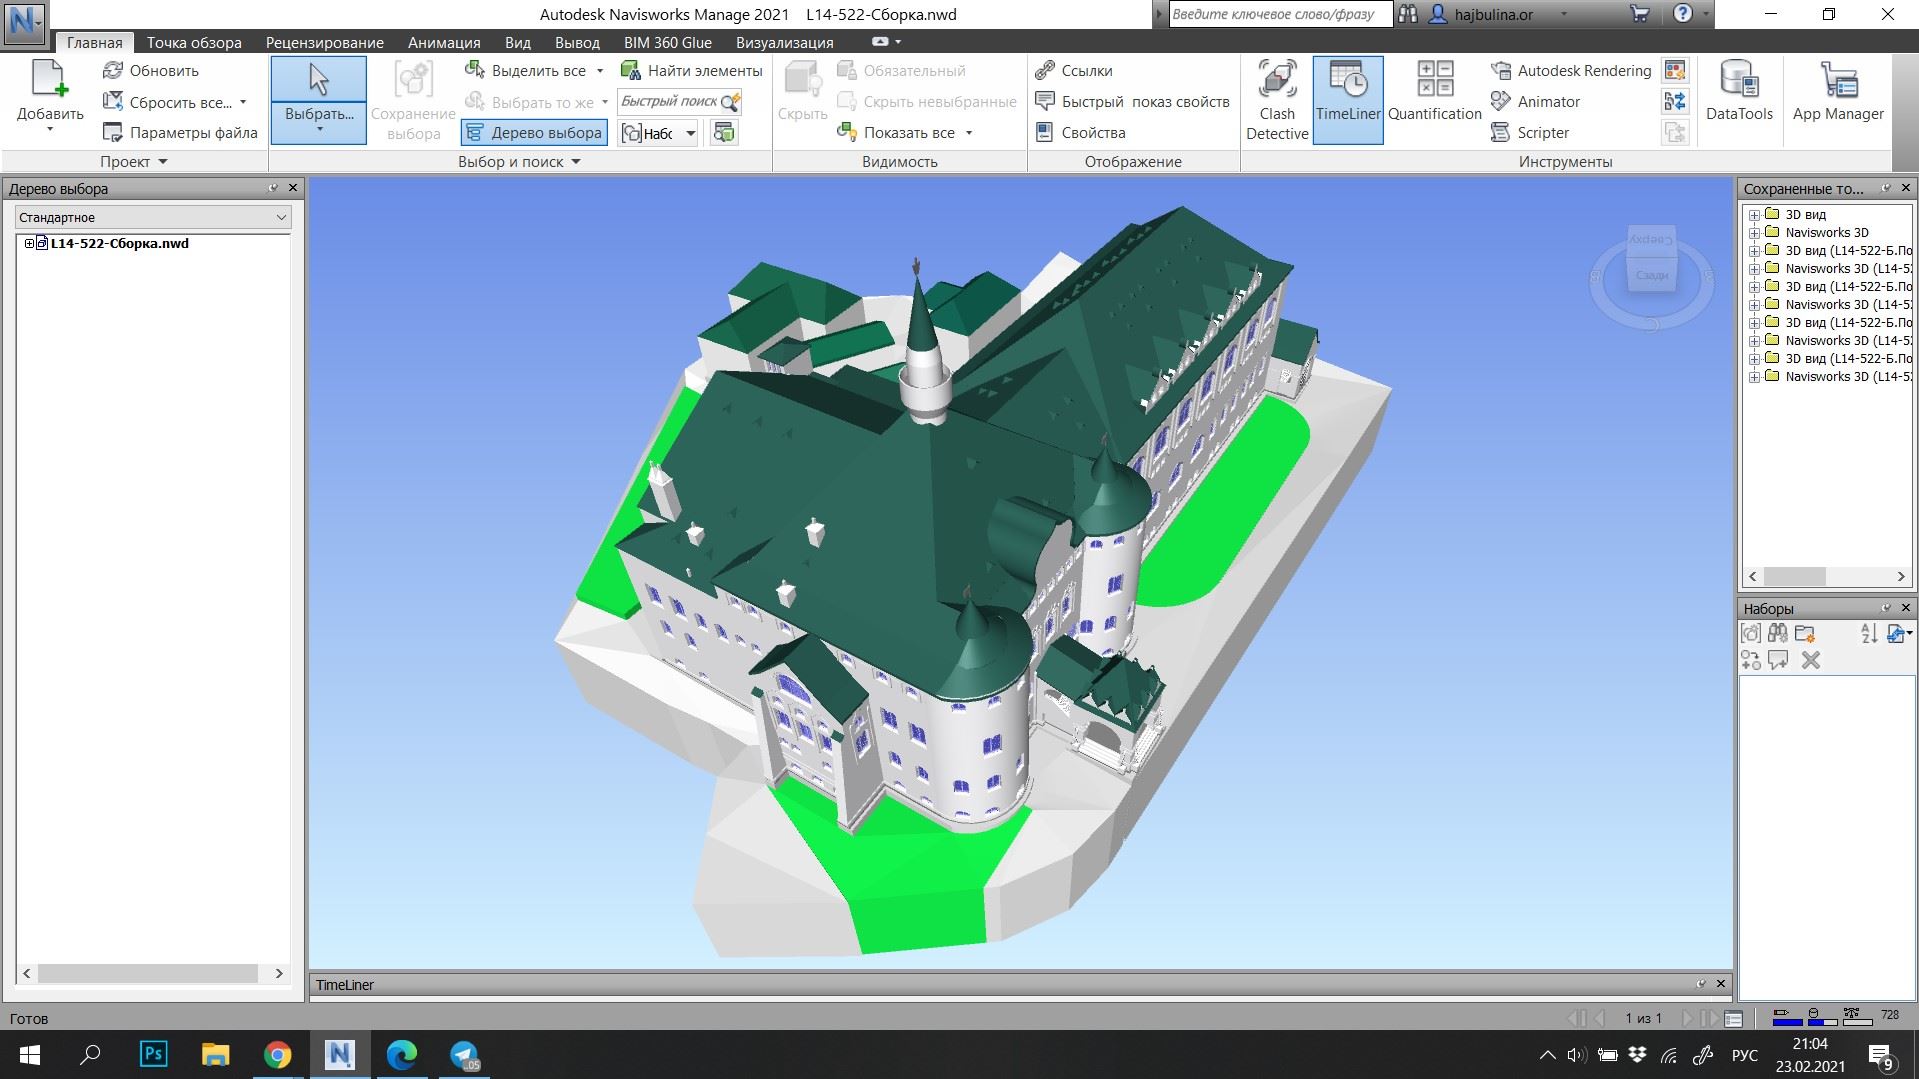 Autodesk Navisworks Manage 2021 L14-522-Сборка.nwd
Введите ключевое слово/фразу
hajbulina.or
Главная Точка обзора Рецензирование Анимация Вид Вывод BIM 360 Glue Визуализация
Добавить
Обновить
Сбросить все...
Параметры файла
Проект
Выбрать...
Сохранение
выбора
Выделить все
Выбрать то же
Дерево выбора
Найти элементы
Быстрый поиск
Набс
Выбор и поиск
Скрыть
Обязательный
Скрыть невыбранные
Показать все
Видимость
Ссылки
Быстрый показ свойств
Свойства
Отображение
Clash
Detective
TimeLiner
Quantification
Autodesk Rendering
Animator
Scripter
DataTools
App Manager
Инструменты
Дерево выбора
Стандартное
L14-522-Сборка.nwd
Сверху
Сзади
Сохраненные то...
3D вид
Navisworks 3D
3D вид (L14-522-Б.По
Navisworks 3D (L14-5
3D вид (L14-522-Б.По
Navisworks 3D (L14-5
3D вид (L14-522-Б.По
Navisworks 3D (L14-5
3D вид (L14-522-Б.По
Navisworks 3D (L14-5
Наборы
TimeLiner
Готов
1 из 1
728
Ps
N
05
РУС
21:04
23.02.2021
9